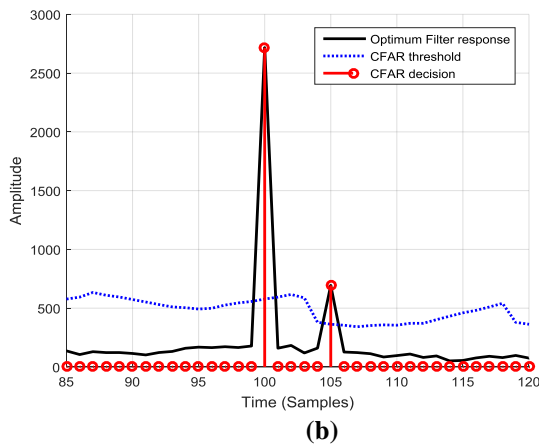 3000
2500
2000
1500
1000
500
0
Amplitude
Optimum Filter response
CFAR threshold
CFAR decision
85 90 95 100 105 110 115 120
Time (Samples)
(b)